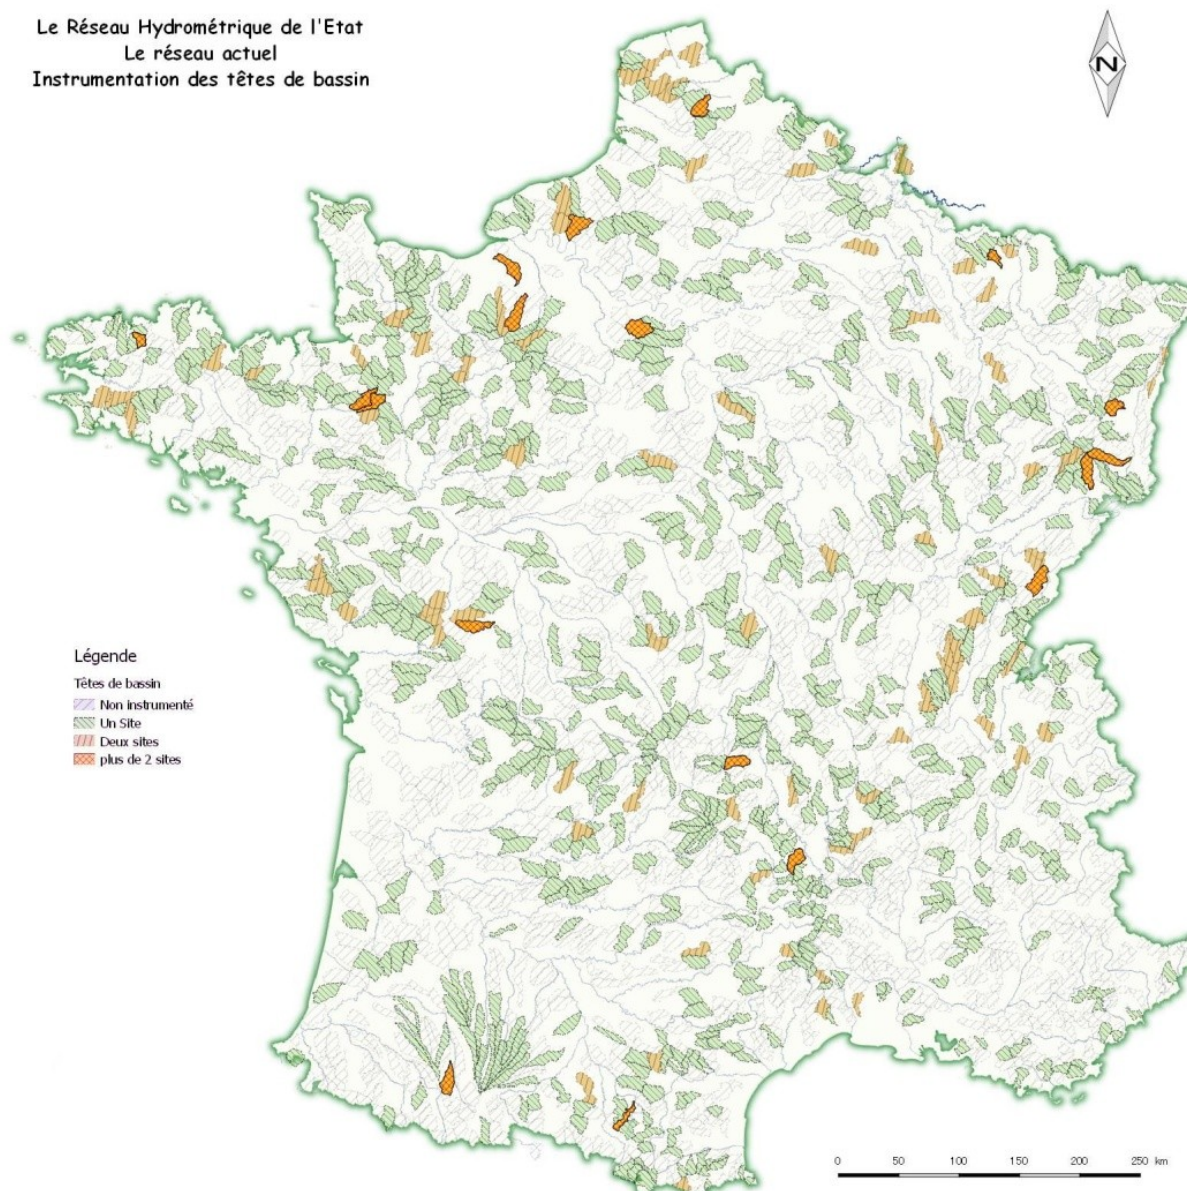 Le Réseau Hydrométrique de l'Etat
Le réseau actuel
Instrumentation des têtes de bassin
N
Légende
Têtes de bassin
Non instrumenté
Un Site
Deux sites
plus de 2 sites
0 50 100 150 200 250 km